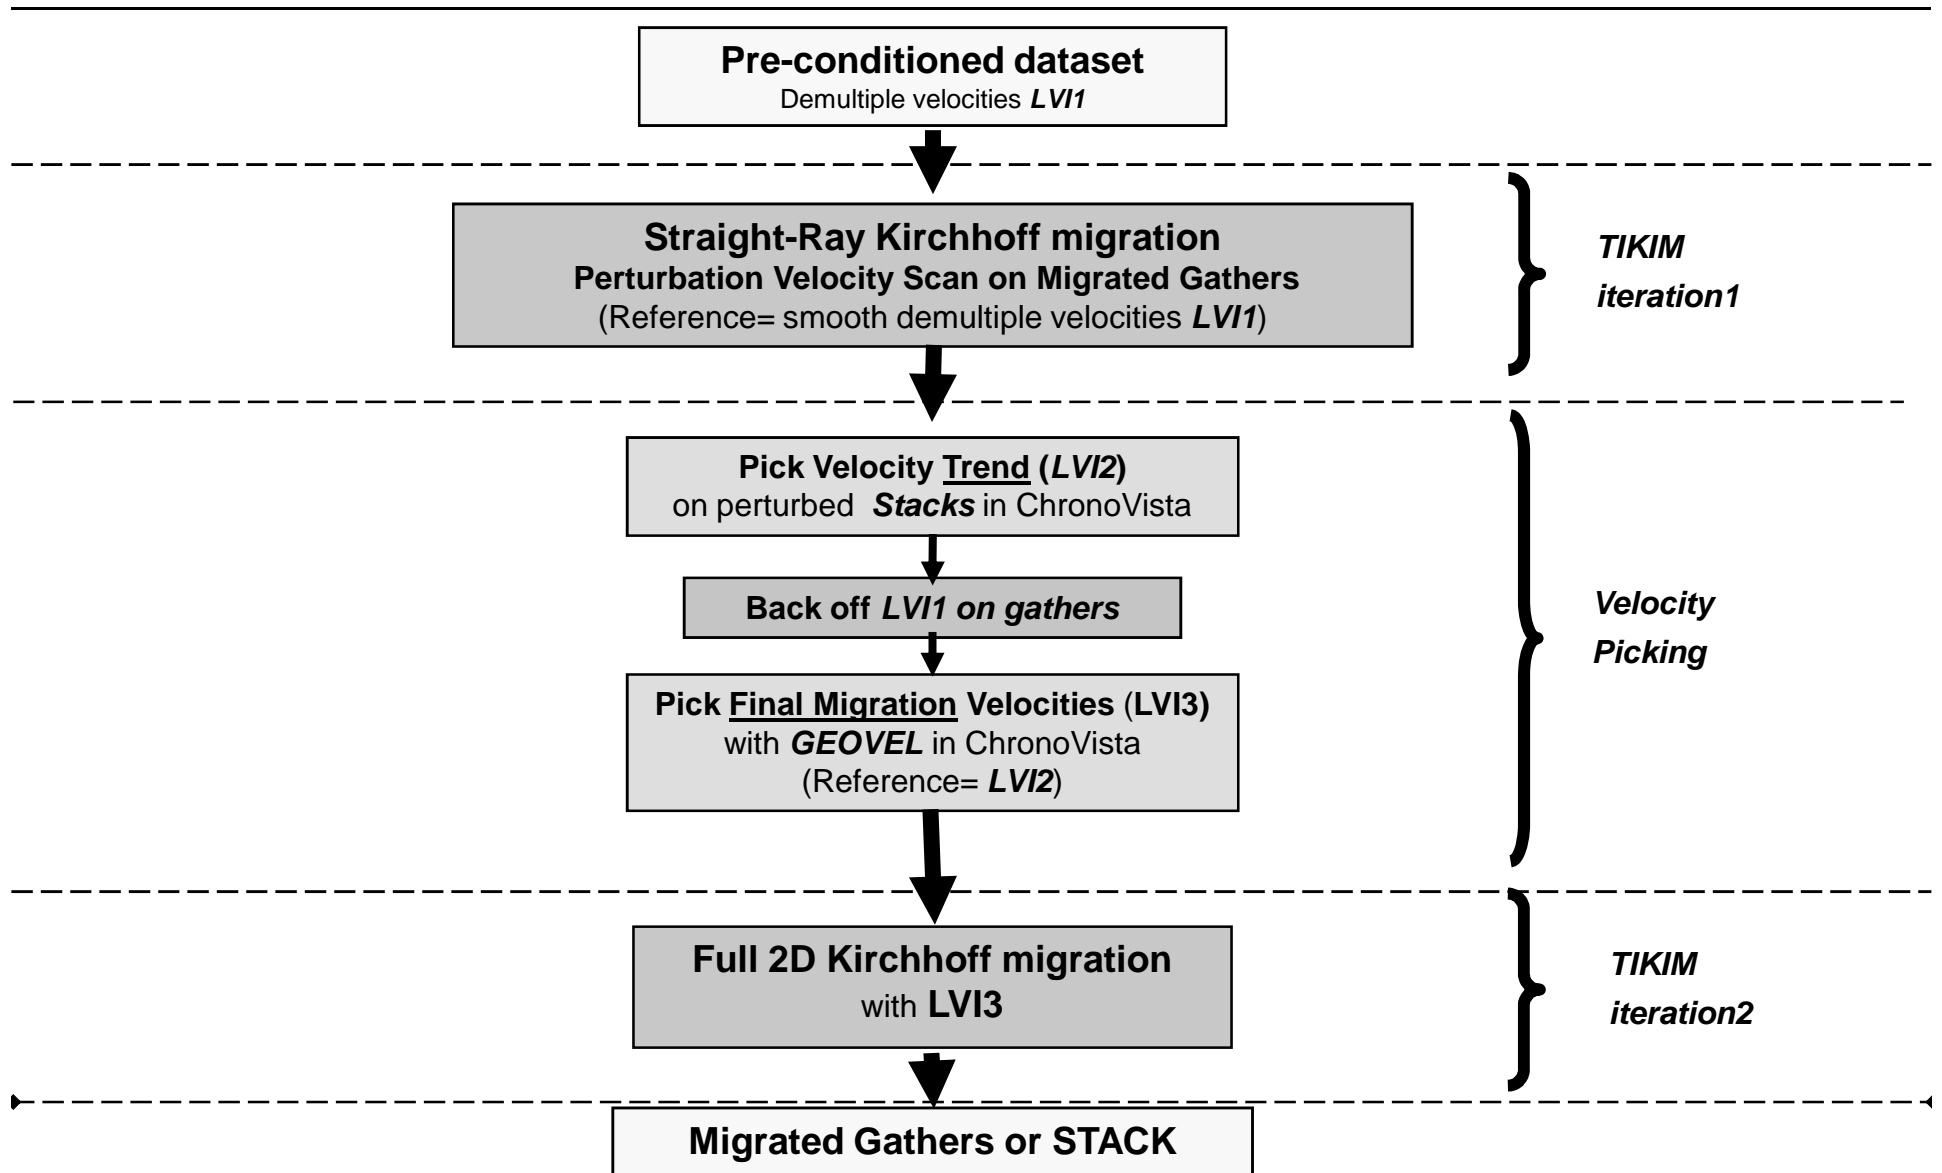 Pre-conditioned dataset
Demultiple velocities LVI1
Straight-Ray Kirchhoff migration
Perturbation Velocity Scan on Migrated Gathers
(Reference= smooth demultiple velocities LVI1)
TIKIM
iteration1
Pick Velocity Trend (LVI2)
on perturbed Stacks in ChronoVista
Back off LVI1 on gathers
Pick Final Migration Velocities (LVI3)
with GEOVEL in ChronoVista
(Reference= LVI2)
Velocity
Picking
Full 2D Kirchhoff migration
with LVI3
TIKIM
iteration2
Migrated Gathers or STACK